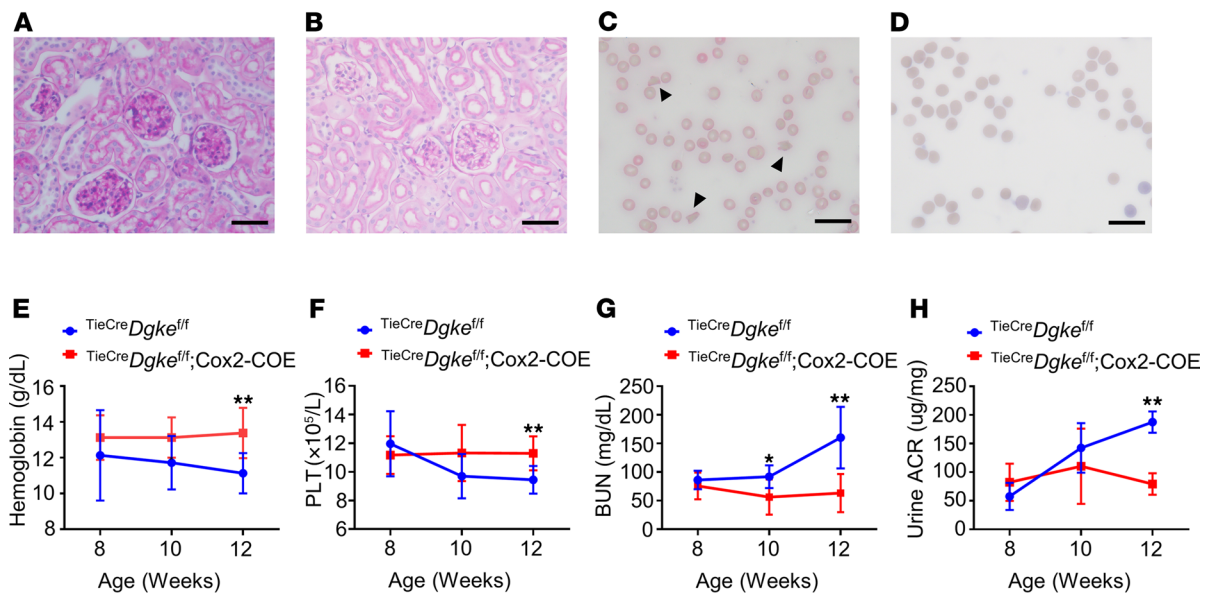 A
B
C
D
E
TieCreDgkef/f
TieCreDgkef/f;Cox2-COE
Hemoglobin (g/dL)
16
14
12
10
8
**
8 10 12
Age (Weeks)
F
TieCreDgkef/f
TieCreDgkef/f;Cox2-COE
PLT (×10⁵/L)
16
14
12
10
8
6
**
8 10 12
Age (Weeks)
G
TieCreDgkef/f
TieCreDgkef/f;Cox2-COE
BUN (mg/dL)
250
200
150
100
50
0
*
**
8 10 12
Age (Weeks)
H
TieCreDgkef/f
TieCreDgkef/f;Cox2-COE
Urine ACR (ug/mg)
250
200
150
100
50
0
**
8 10 12
Age (Weeks)